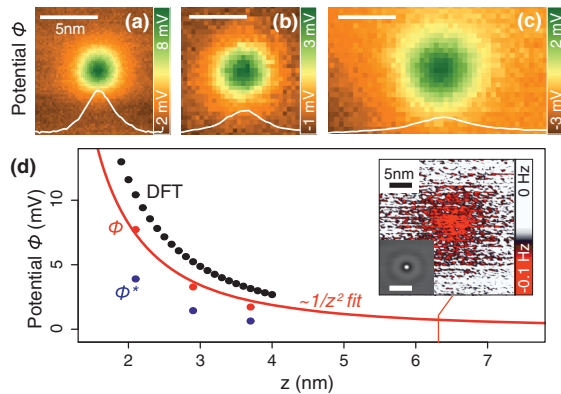 (a)
(b)
(c)
Potential Φ
5nm
8 mV
-2 mV
3 mV
-1 mV
2 mV
-3 mV
(d)
Potential Φ (mV)
10
5
0
DFT
Φ
Φ*
~1/z² fit
5nm
0 Hz
-0.1 Hz
2
3
4
5
6
7
z (nm)